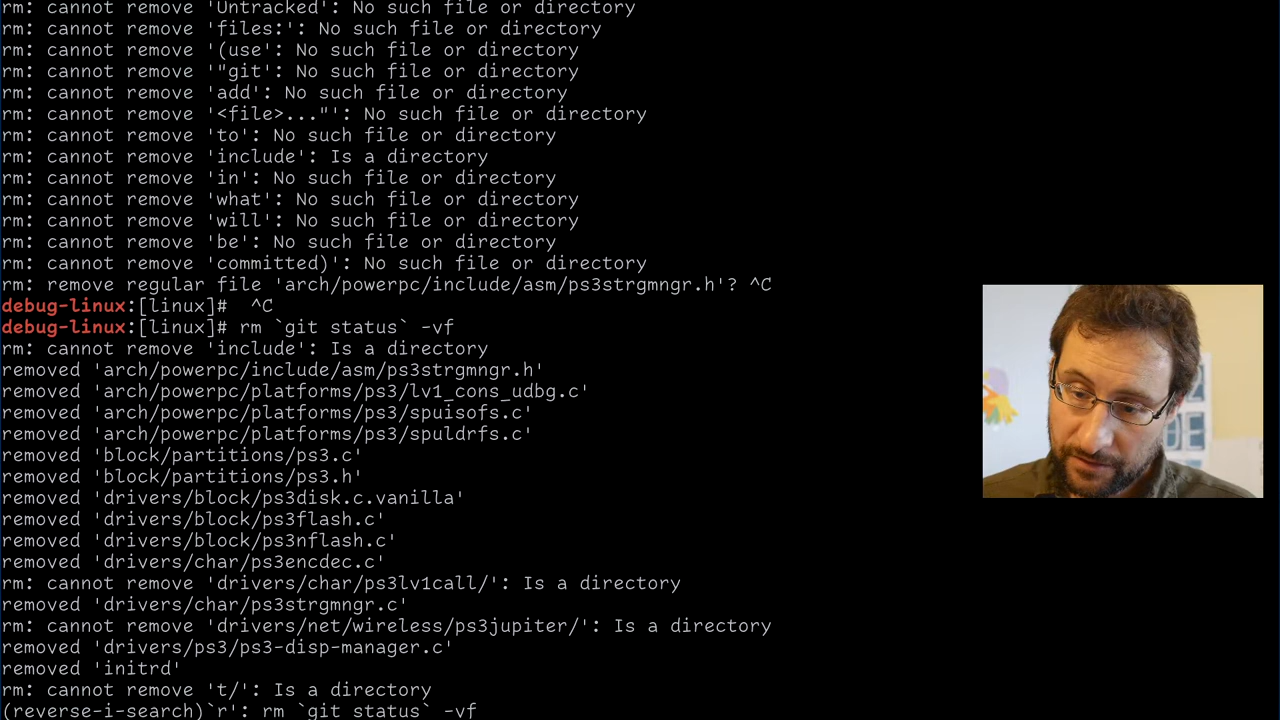 rm: cannot remove 'Untracked': No such file or directory
rm: cannot remove 'files:': No such file or directory
rm: cannot remove '(use': No such file or directory
rm: cannot remove '"git': No such file or directory
rm: cannot remove 'add': No such file or directory
rm: cannot remove '<file>..."': No such file or directory
rm: cannot remove 'to': No such file or directory
rm: cannot remove 'include': Is a directory
rm: cannot remove 'in': No such file or directory
rm: cannot remove 'what': No such file or directory
rm: cannot remove 'will': No such file or directory
rm: cannot remove 'be': No such file or directory
rm: cannot remove 'committed)': No such file or directory
rm: remove regular file 'arch/powerpc/include/asm/ps3strgmngr.h'? ^C
debug-linux:[linux]#  ^C
debug-linux:[linux]# rm `git status` -vf
rm: cannot remove 'include': Is a directory
removed 'arch/powerpc/include/asm/ps3strgmngr.h'
removed 'arch/powerpc/platforms/ps3/lv1_cons_udbg.c'
removed 'arch/powerpc/platforms/ps3/spuisofs.c'
removed 'arch/powerpc/platforms/ps3/spuldrfs.c'
removed 'block/partitions/ps3.c'
removed 'block/partitions/ps3.h'
removed 'drivers/block/ps3disk.c.vanilla'
removed 'drivers/block/ps3flash.c'
removed 'drivers/block/ps3nflash.c'
removed 'drivers/char/ps3encdec.c'
rm: cannot remove 'drivers/char/ps3lv1call/': Is a directory
removed 'drivers/char/ps3strgmngr.c'
rm: cannot remove 'drivers/net/wireless/ps3jupiter/': Is a directory
removed 'drivers/ps3/ps3-disp-manager.c'
removed 'initrd'
rm: cannot remove 't/': Is a directory
(reverse-i-search)`r': rm `git status` -vf